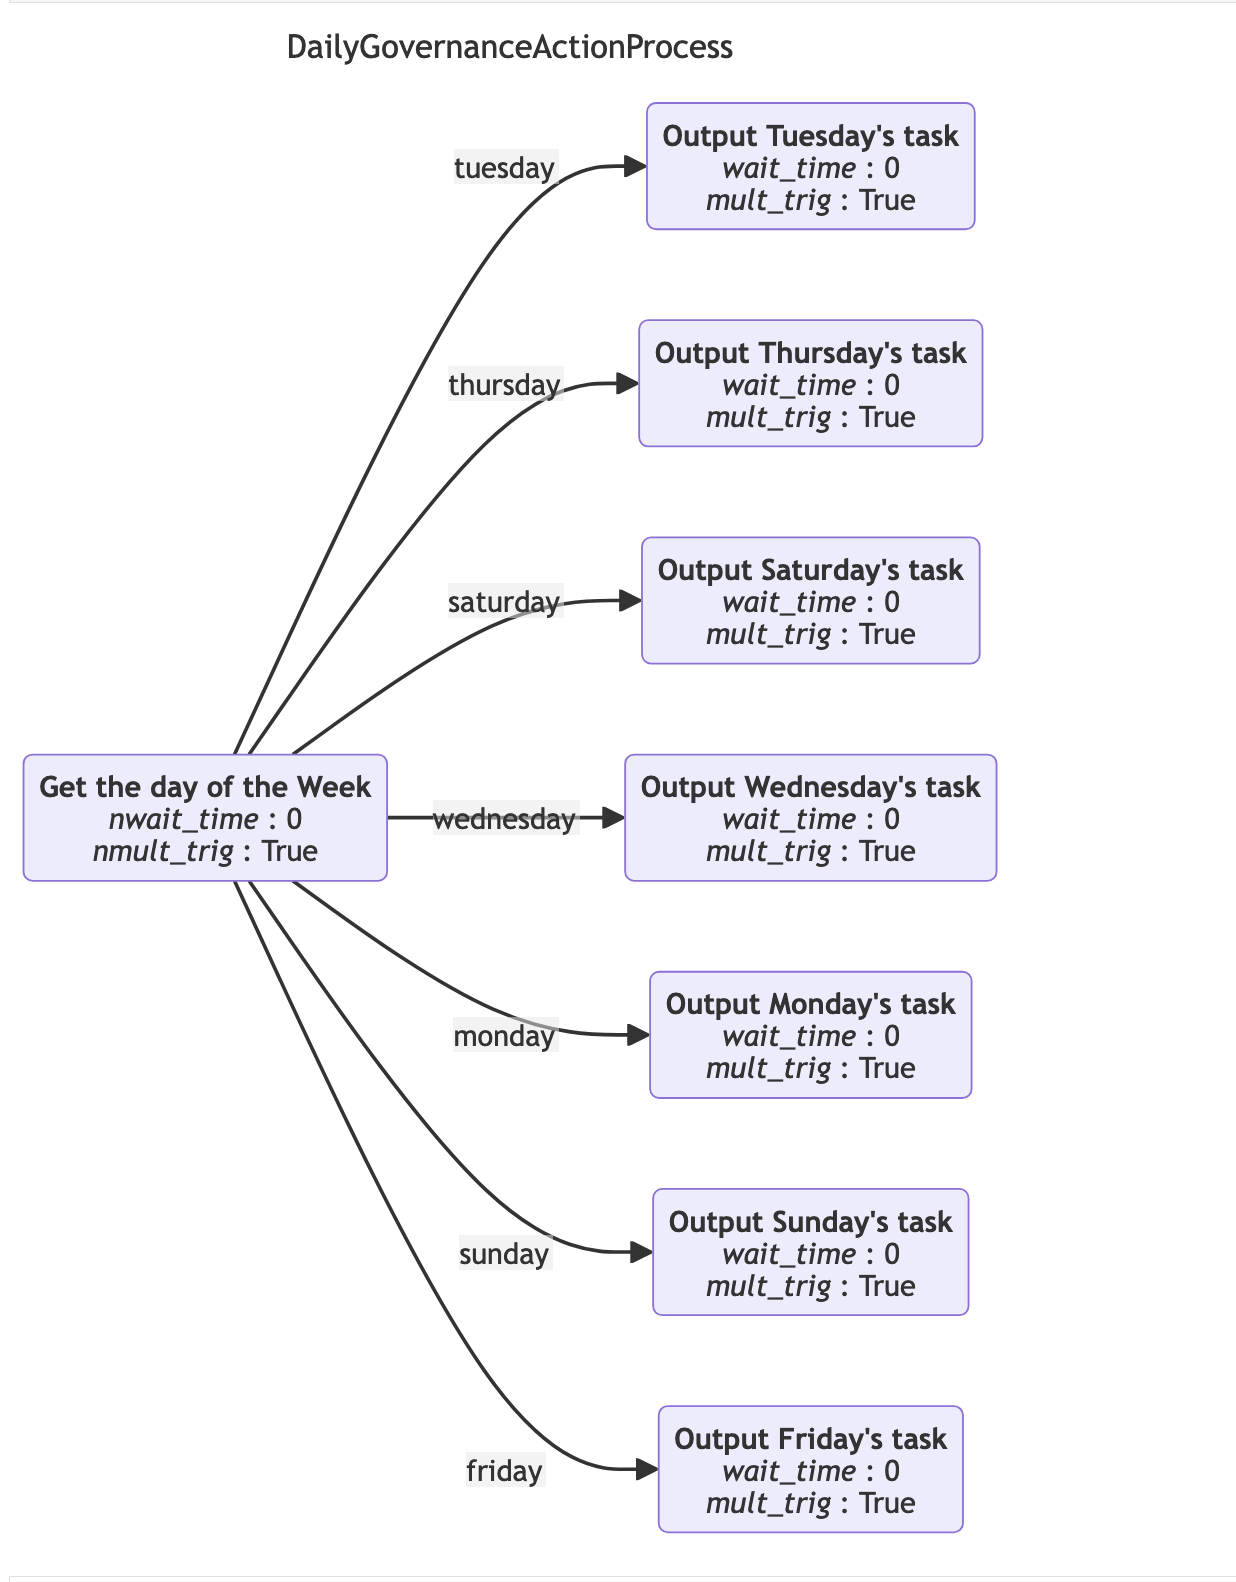 DailyGovernanceActionProcess
tuesday
Output Tuesday's task
wait_time : 0
mult_trig : True
thursday
Output Thursday's task
wait_time : 0
mult_trig : True
saturday
Output Saturday's task
wait_time : 0
mult_trig : True
Get the day of the Week
nwait_time : 0
nmult_trig : True
wednesday
Output Wednesday's task
wait_time : 0
mult_trig : True
monday
Output Monday's task
wait_time : 0
mult_trig : True
sunday
Output Sunday's task
wait_time : 0
mult_trig : True
friday
Output Friday's task
wait_time : 0
mult_trig : True